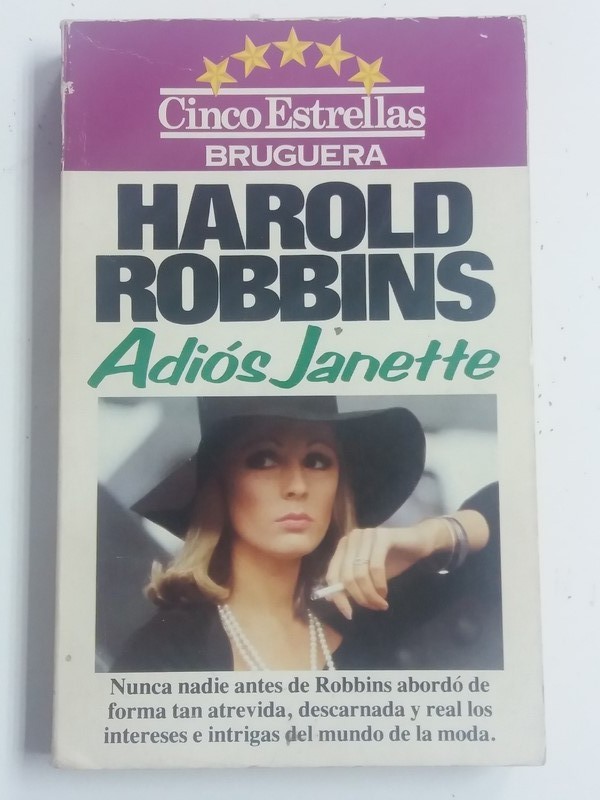 Cinco Estrellas
BRUGUERA
HAROLD
ROBBINS
Adiós Janette
Nunca nadie antes de Robbins abordó de
forma tan atrevida, descarnada y real los
intereses e intrigas del mundo de la moda.